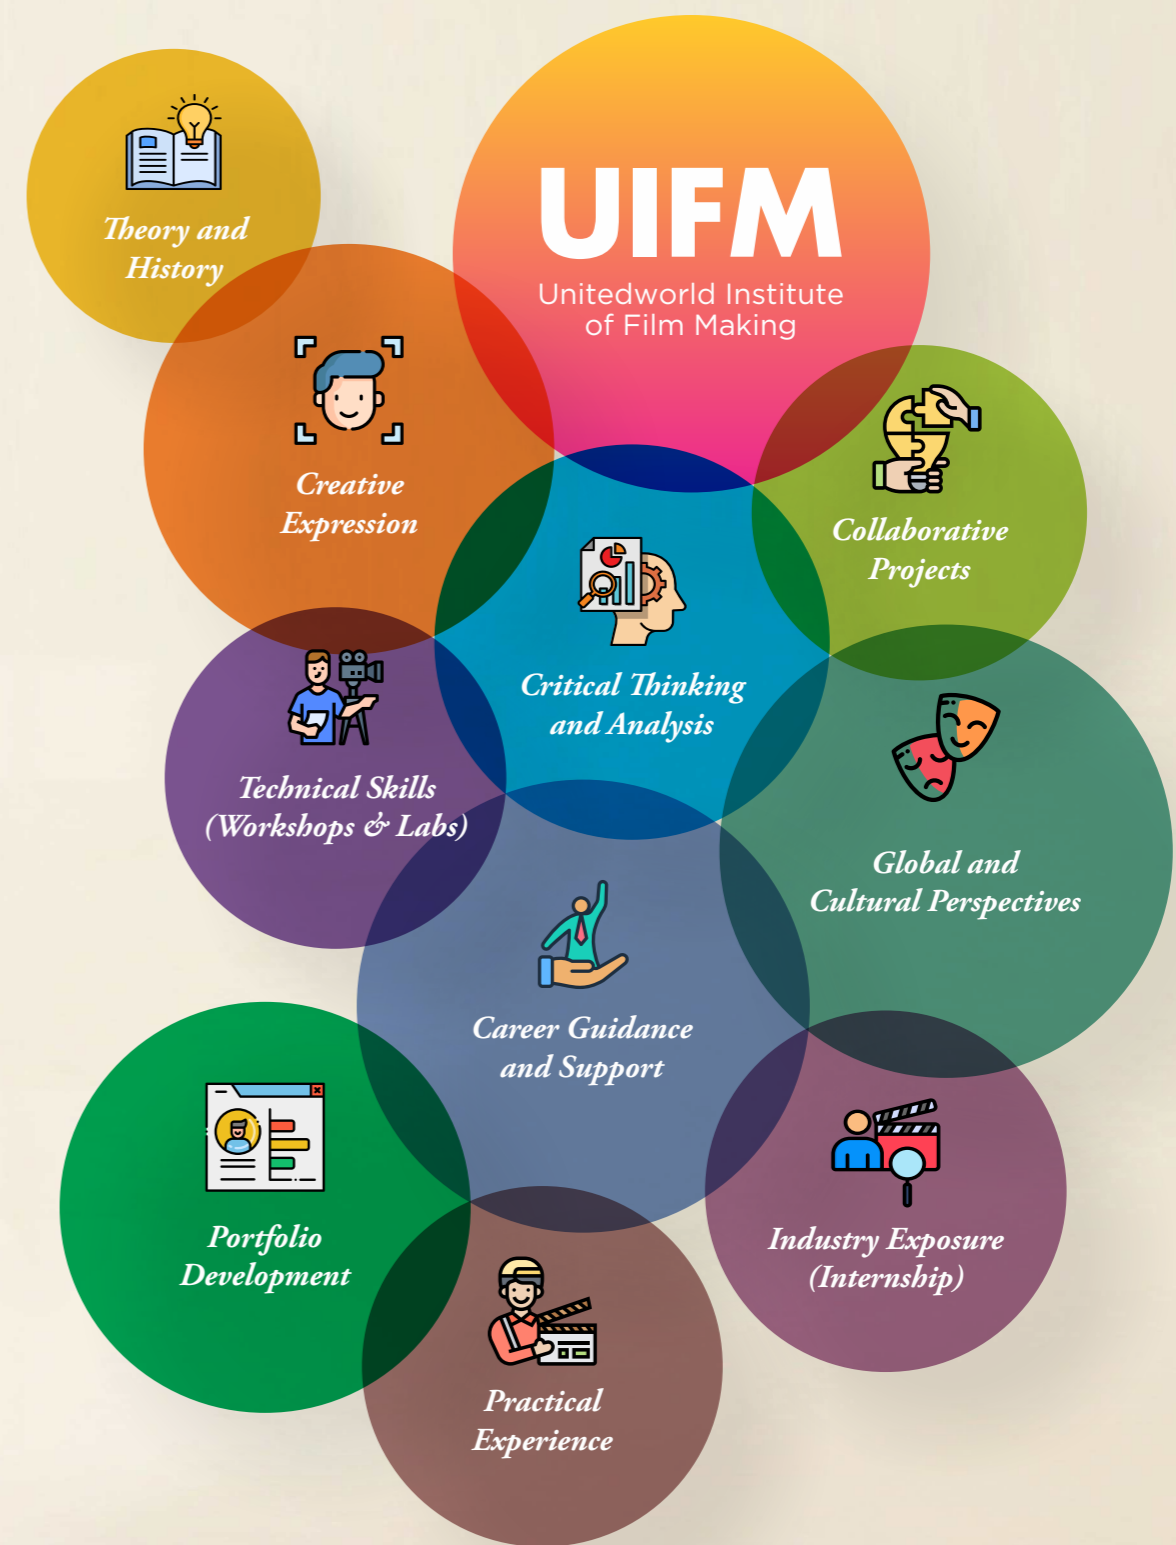 Theory and
History
UIFM
Unitedworld Institute
of Film Making
Creative
Expression
Collaborative
Projects
Critical Thinking
and Analysis
Technical Skills
(Workshops & Labs)
Global and
Cultural Perspectives
Career Guidance
and Support
Portfolio
Development
Industry Exposure
(Internship)
Practical
Experience